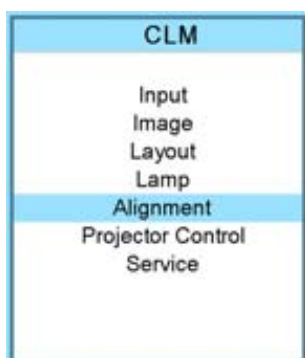 CLM
Input
Image
Layout
Lamp
Alignment
Projector Control
Service